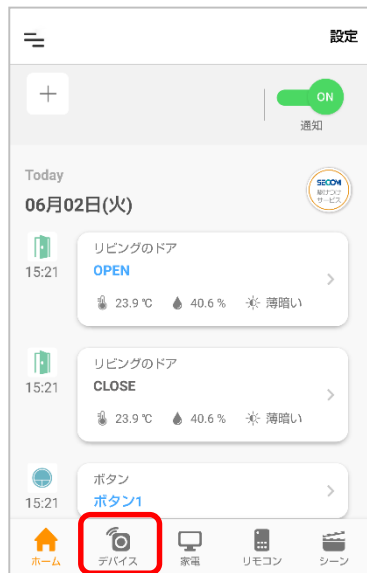 設定
ON
通知
Today
06月02日(火)
SECOM
駆けつけ
サービス
リビングのドア
15:21
OPEN
23.9 ℃ 40.6 % 薄暗い
リビングのドア
15:21
CLOSE
23.9 ℃ 40.6 % 薄暗い
ボタン
15:21
ボタン1
ホーム デバイス 家電 リモコン シーン